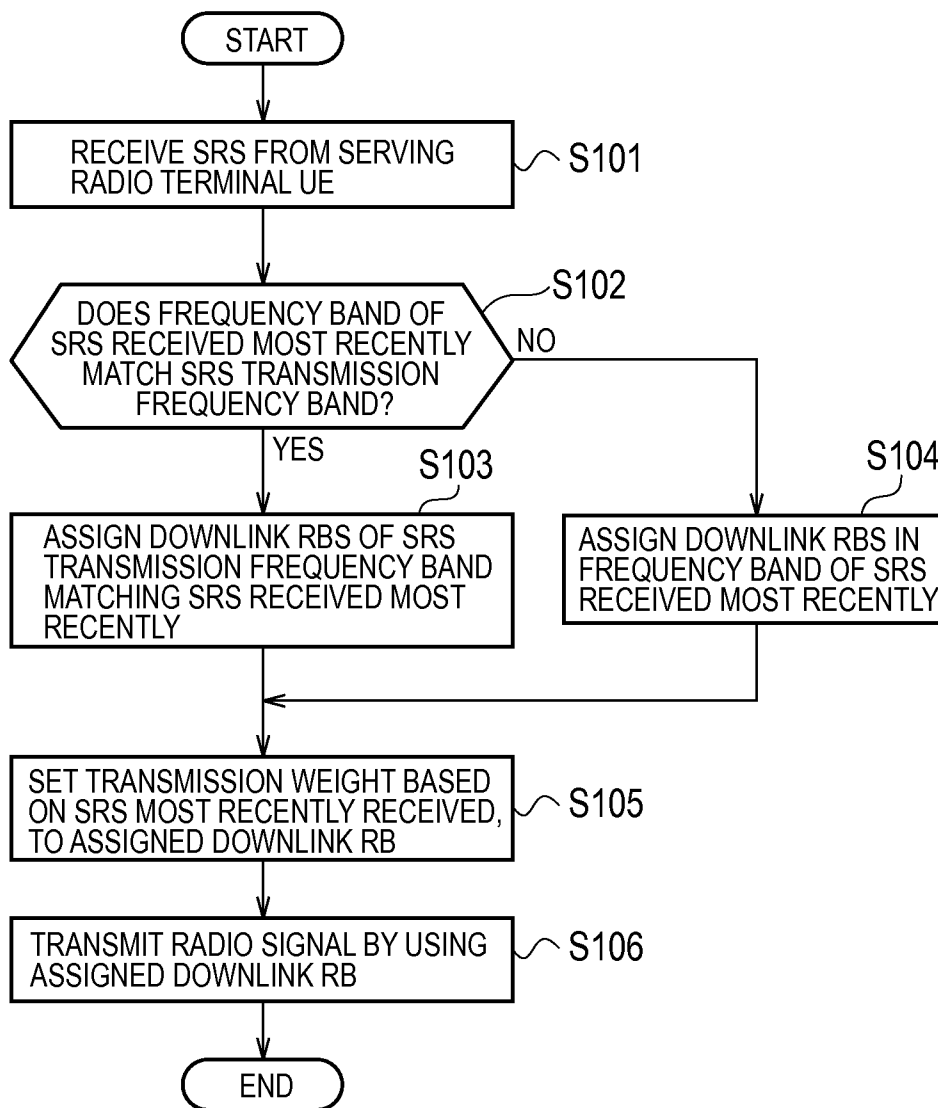 START
RECEIVE SRS FROM SERVING
RADIO TERMINAL UE
S101
DOES FREQUENCY BAND OF
SRS RECEIVED MOST RECENTLY
MATCH SRS TRANSMISSION
FREQUENCY BAND?
S102
NO
YES
S103
ASSIGN DOWNLINK RBS OF SRS
TRANSMISSION FREQUENCY BAND
MATCHING SRS RECEIVED MOST
RECENTLY
S104
ASSIGN DOWNLINK RBS IN
FREQUENCY BAND OF SRS
RECEIVED MOST RECENTLY
SET TRANSMISSION WEIGHT BASED
ON SRS MOST RECENTLY RECEIVED,
TO ASSIGNED DOWNLINK RB
S105
TRANSMIT RADIO SIGNAL BY USING
ASSIGNED DOWNLINK RB
S106
END